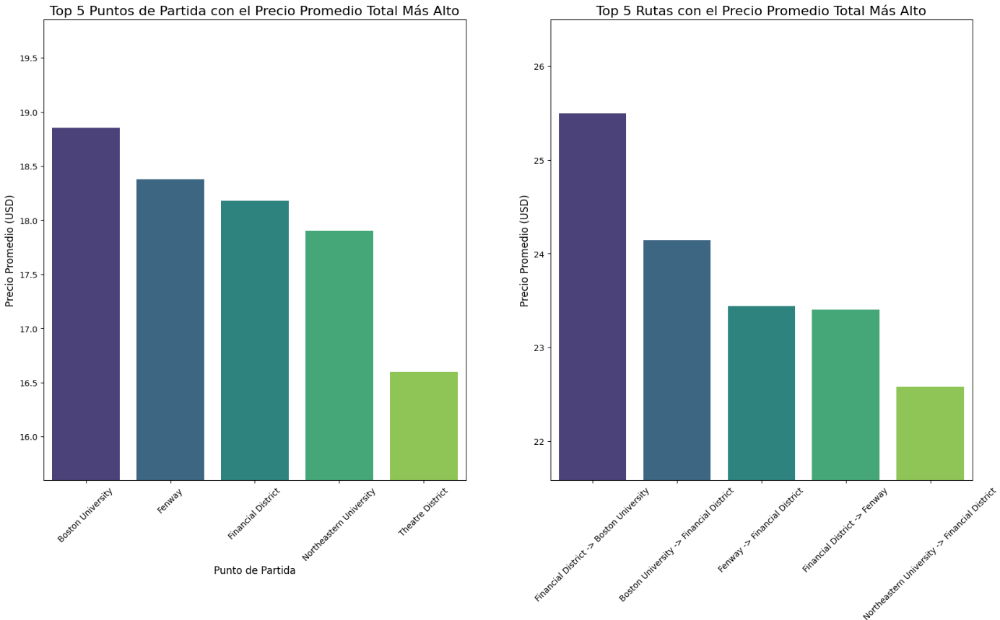 Top 5 Puntos de Partida con el Precio Promedio Total Más Alto
Precio Promedio (USD)
19.5
19.0
18.5
18.0
17.5
17.0
16.5
16.0
Boston University
Fenway
Financial District
Northeastern University
Theatre District
Punto de Partida
Top 5 Rutas con el Precio Promedio Total Más Alto
Precio Promedio (USD)
26
25
24
23
22
Financial District -> Boston University
Boston University -> Financial District
Fenway -> Financial District
Financial District -> Fenway
Northeastern University -> Financial District